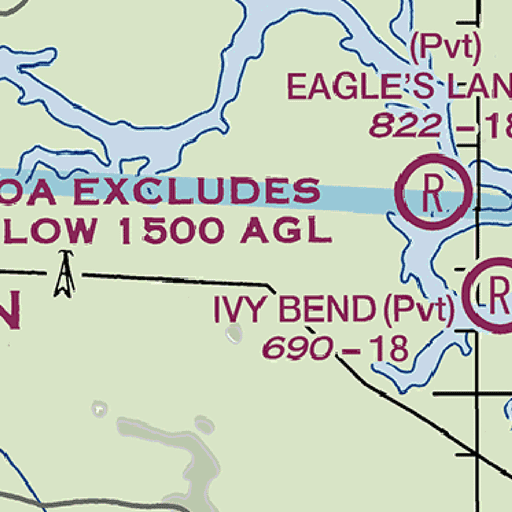 (Pvt)
EAGLE'S LAN
822 – 18
R
OA EXCLUDES
LOW 1500 AGL
N
IVY BEND (Pvt)
R
690 – 18